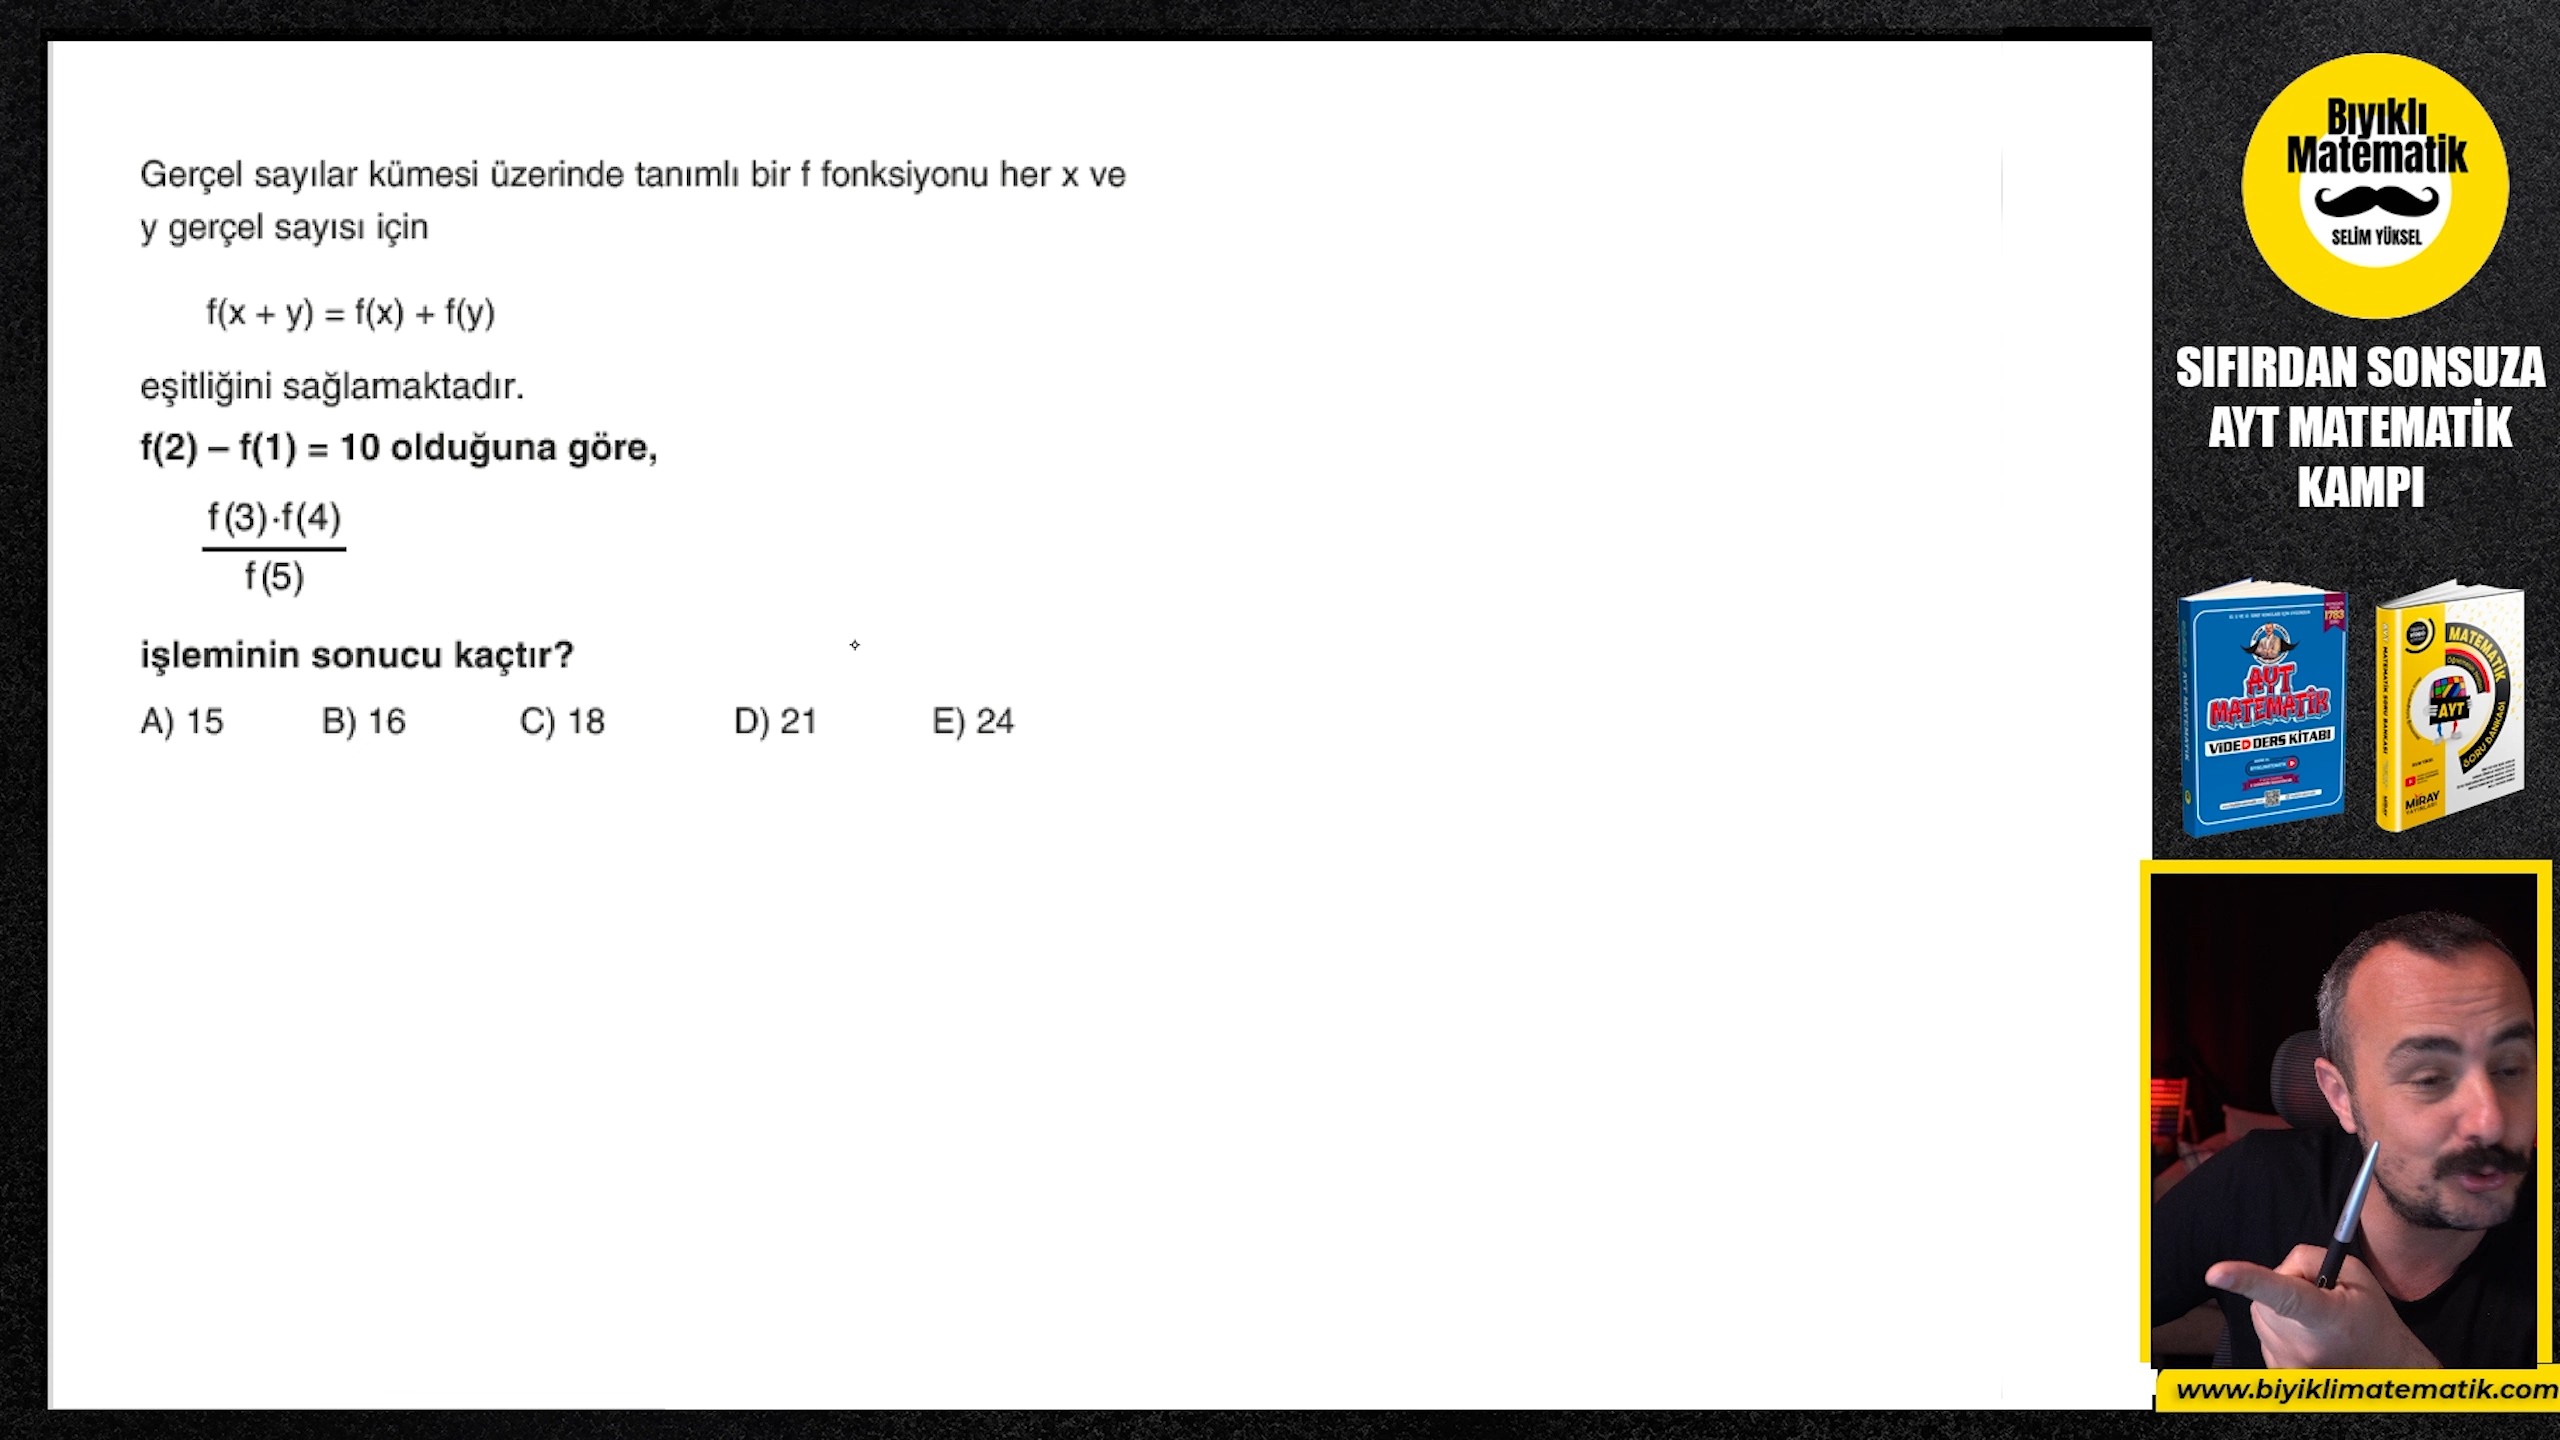 Gerçel sayılar kümesi üzerinde tanımlı bir f fonksiyonu her x ve
y gerçel sayısı için
f(x + y) = f(x) + f(y)
eşitliğini sağlamaktadır.
f(2) – f(1) = 10 olduğuna göre,
f(3)·f(4)
f(5)
işleminin sonucu kaçtır?
A) 15 B) 16 C) 18 D) 21 E) 24
Bıyıklı
Matematik
SELİM YÜKSEL
SIFIRDAN SONSUZA
AYT MATEMATİK
KAMPI
1783
AYT
MATEMATİK
VİDEO DERS KİTABI
MATEMATİK
AYT
SORU BANKASI
MİRAY
www.biyiklimatematik.com